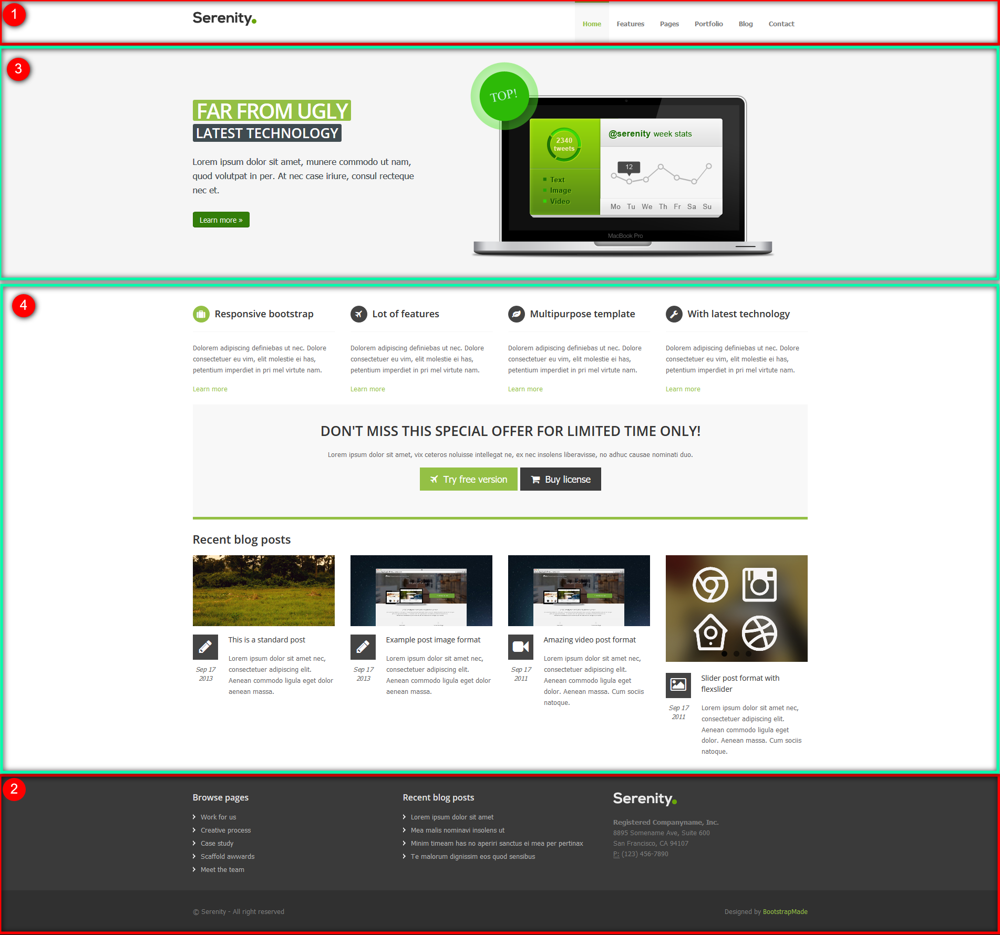 1
Serenity.
Home Features Pages Portfolio Blog Contact
3
TOP!
FAR FROM UGLY
LATEST TECHNOLOGY
Lorem ipsum dolor sit amet, munere commodo ut nam,
quod volutpat in per. At nec case iriure, consul recteque
nec et.
Learn more »
2340
tweets
Text
Image
Video
@serenity week stats
12
Mo Tu We Th Fr Sa Su
MacBook Pro
4
Responsive bootstrap
Dolorem adipiscing definiebas ut nec. Dolore
consectetuer eu vim, elit molestie ei has,
petentium imperdiet in pri mel virtute nam.
Learn more
Lot of features
Dolorem adipiscing definiebas ut nec. Dolore
consectetuer eu vim, elit molestie ei has,
petentium imperdiet in pri mel virtute nam.
Learn more
Multipurpose template
Dolorem adipiscing definiebas ut nec. Dolore
consectetuer eu vim, elit molestie ei has,
petentium imperdiet in pri mel virtute nam.
Learn more
With latest technology
Dolorem adipiscing definiebas ut nec. Dolore
consectetuer eu vim, elit molestie ei has,
petentium imperdiet in pri mel virtute nam.
Learn more
DON'T MISS THIS SPECIAL OFFER FOR LIMITED TIME ONLY!
Lorem ipsum dolor sit amet, vix ceteros noluisse intellegat ne, ex nec insolens liberavisse, no adhuc causae nominati duo.
Try free version
Buy license
Recent blog posts
This is a standard post
Sep 17
2013
Lorem ipsum dolor sit amet nec,
consectetuer adipiscing elit.
Aenean commodo ligula eget dolor
aenean massa.
Example post image format
Sep 17
2013
Lorem ipsum dolor sit amet nec,
consectetuer adipiscing elit.
Aenean commodo ligula eget dolor
aenean massa.
Amazing video post format
Sep 17
2011
Lorem ipsum dolor sit amet nec,
consectetuer adipiscing elit.
Aenean commodo ligula eget
dolor. Aenean massa. Cum sociis
natoque.
Slider post format with
flexslider
Sep 17
2011
Lorem ipsum dolor sit amet nec,
consectetuer adipiscing elit.
Aenean commodo ligula eget
dolor. Aenean massa. Cum sociis
natoque.
2
Browse pages
Work for us
Creative process
Case study
Scaffold awwards
Meet the team
Recent blog posts
Lorem ipsum dolor sit amet
Mea malis nominavi insolens ut
Minim timeam has no aperiri sanctus ei mea per pertinax
Te malorum dignissim eos quod sensibus
Serenity.
Registered Companyname, Inc.
8895 Somename Ave, Suite 600
San Francisco, CA 94107
P: (123) 456-7890
© Serenity - All right reserved
Designed by BootstrapMade